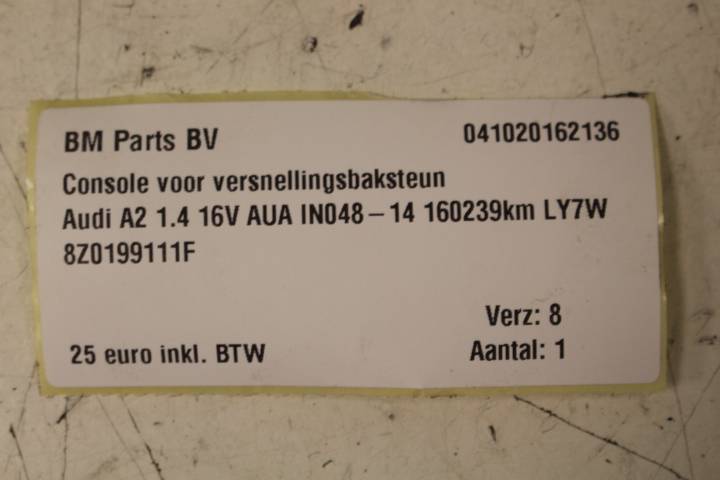 BM Parts BV 041020162136
Console voor versnellingsbaksteun
Audi A2 1.4 16V AUA IN048-14 160239km LY7W
8Z0199111F
Verz: 8
25 euro inkl. BTW Aantal: 1